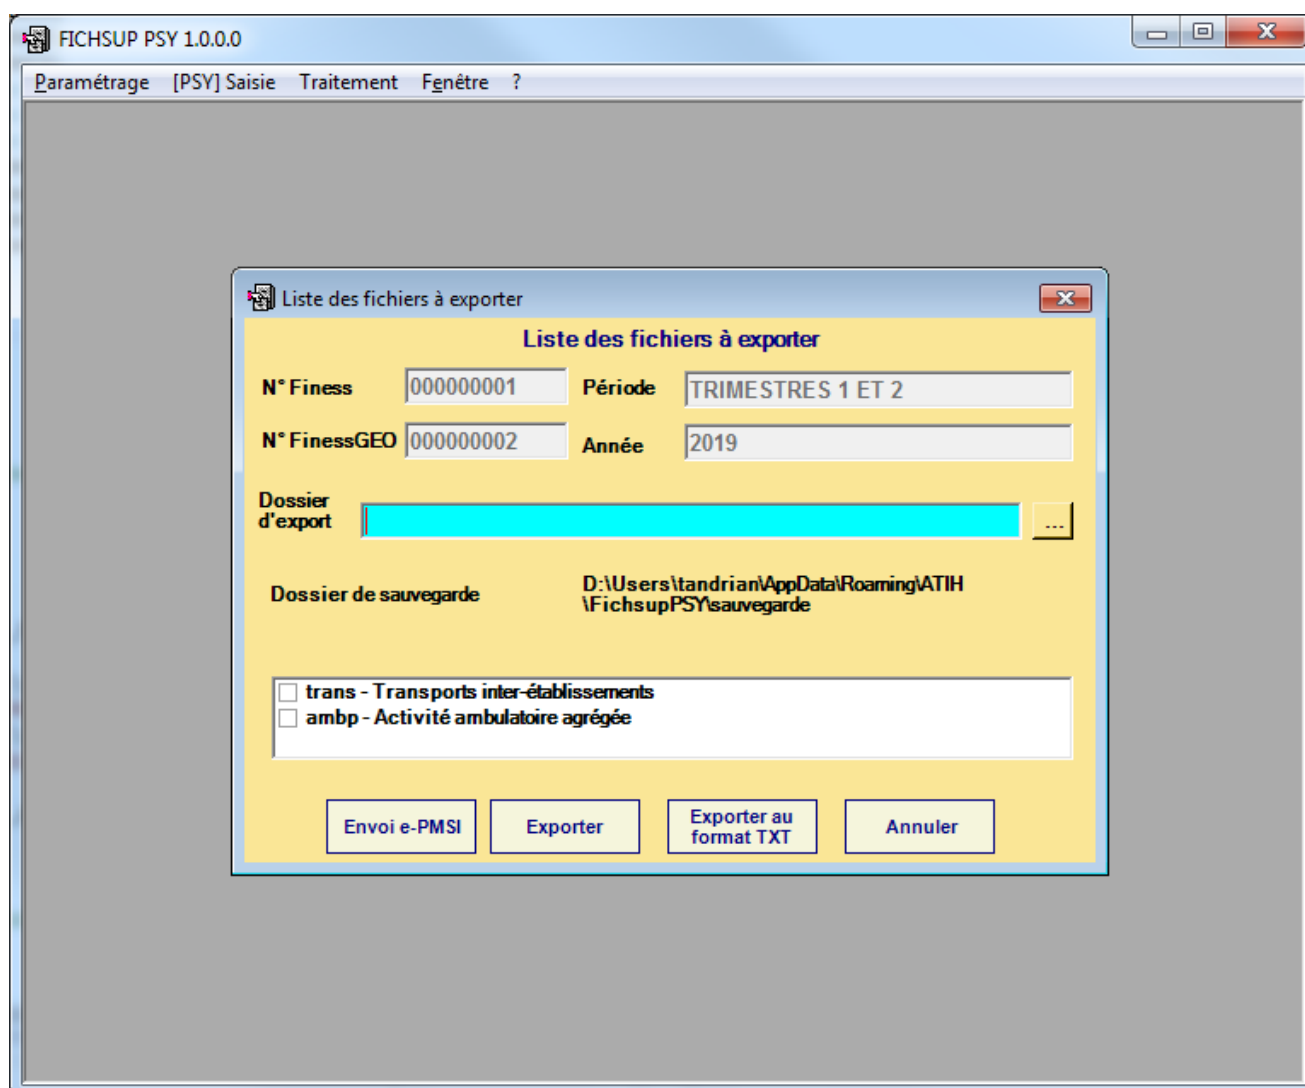 FICHSUP PSY 1.0.0.0
Paramétrage [PSY] Saisie Traitement Fenêtre ?
Liste des fichiers à exporter
Liste des fichiers à exporter
N° Finess 000000001 Période TRIMESTRES 1 ET 2
N° FinessGEO 000000002 Année 2019
Dossier
d'export
...
Dossier de sauvegarde
D:\Users\tandrian\AppData\Roaming\ATIH
\FichsupPSY\sauvegarde
trans - Transports inter-établissements
ambp - Activité ambulatoire agrégée
Envoi e-PMSI
Exporter
Exporter au
format TXT
Annuler